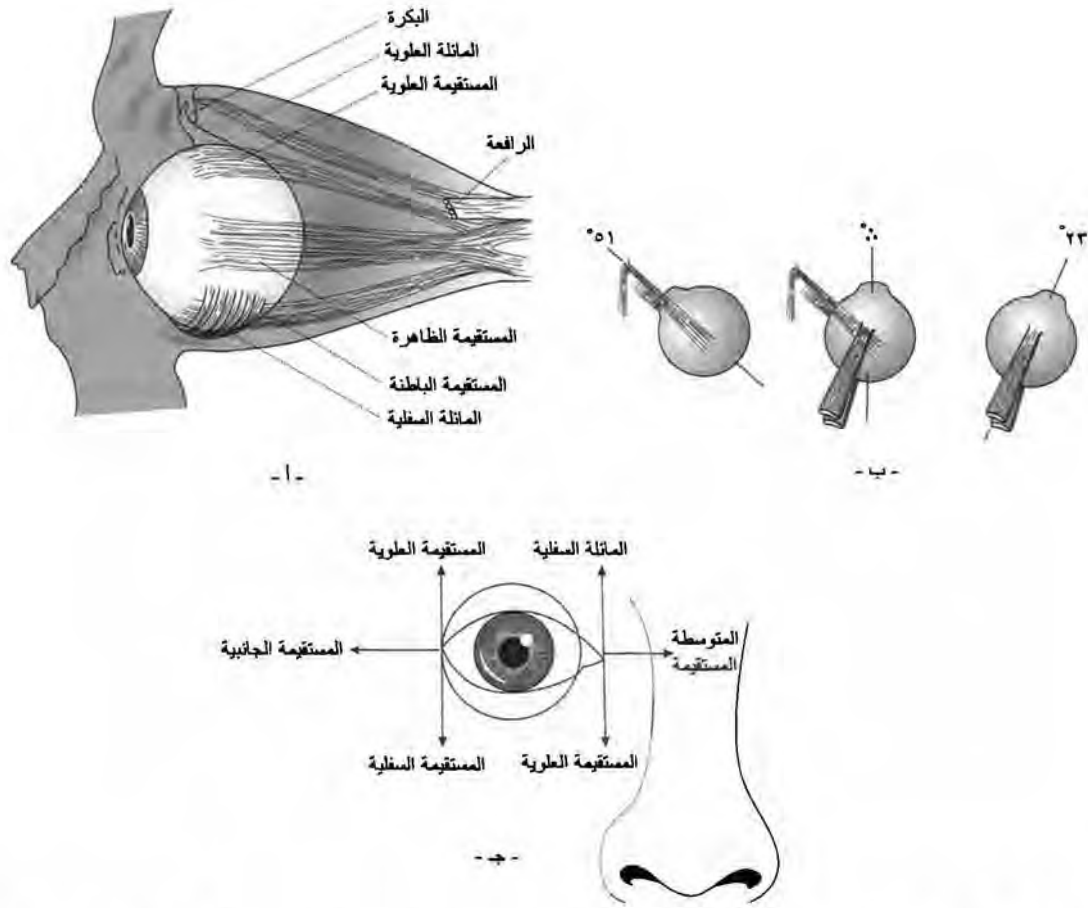 البكرة
المائلة العلوية
المستقيمة العلوية
الرافعة
المستقيمة الظاهرة
المستقيمة الباطنة
المائلة السفلية
- أ -
٥١°
٢٣°
- ب -
المستقيمة العلوية
المائلة السفلية
المستقيمة الجانبية
المتوسطة
المستقيمة
المستقيمة السفلية
المستقيمة العلوية
- جـ -